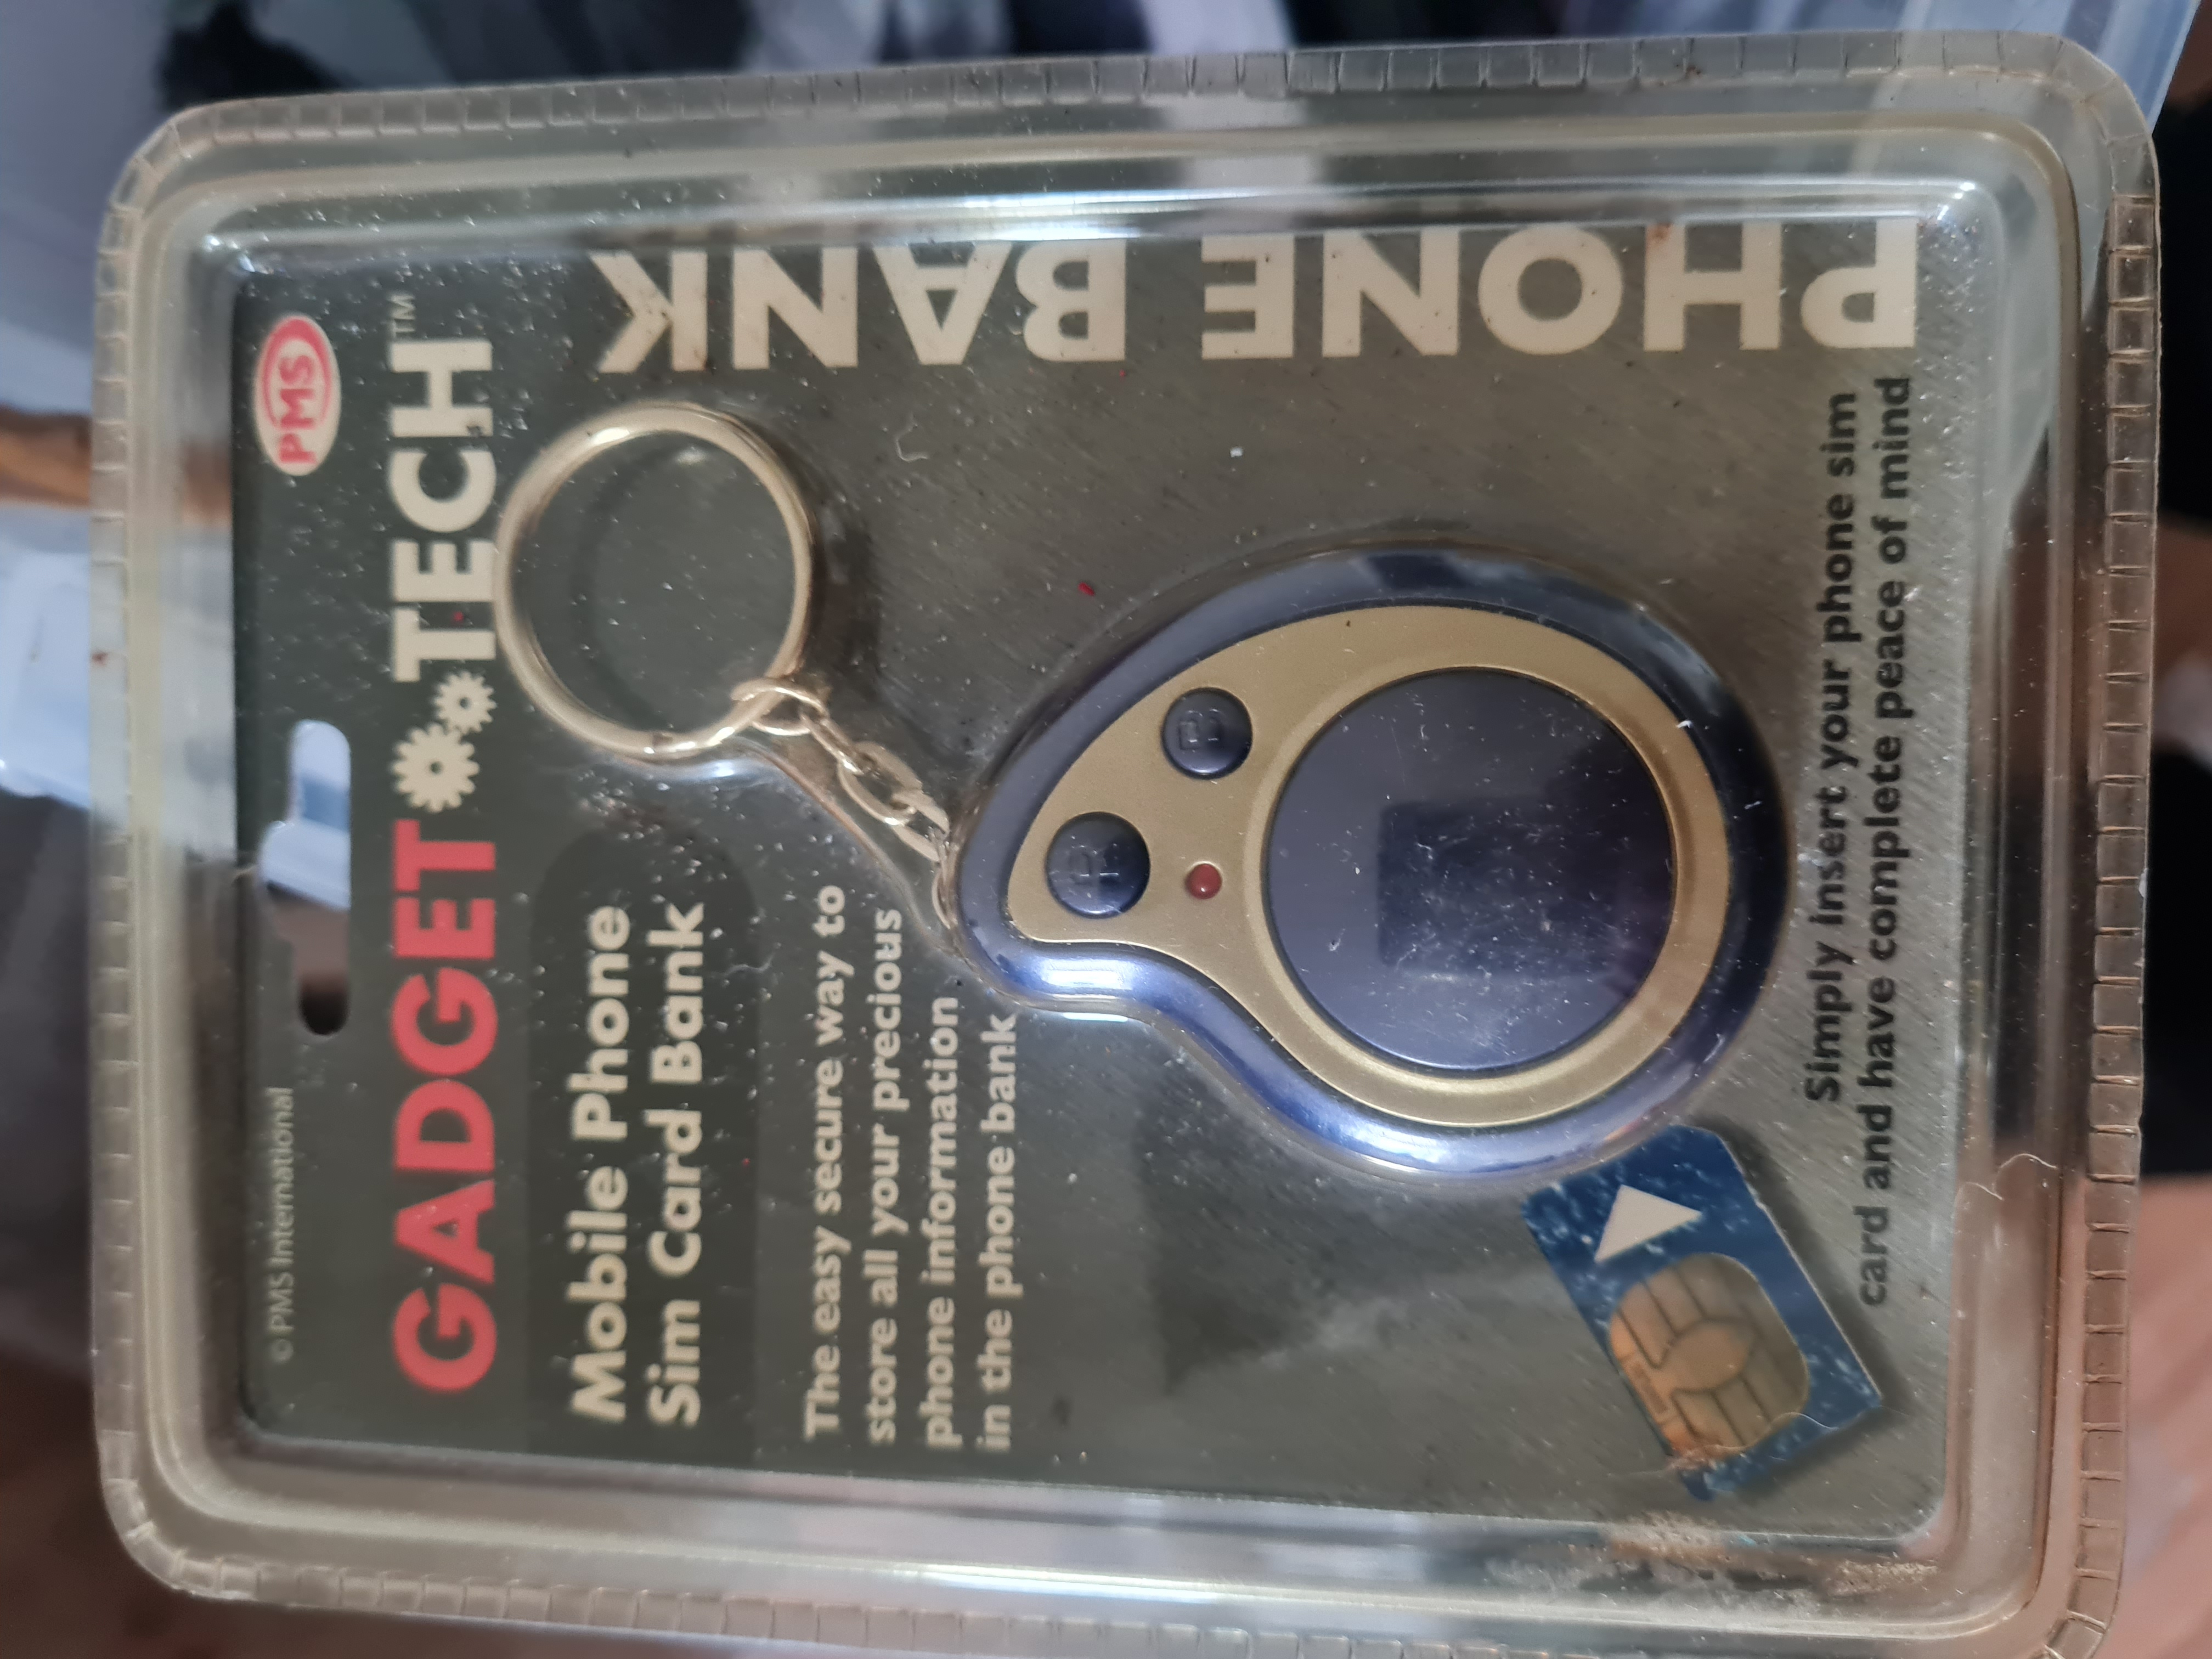 © PMS International
PMS
GADGET TECH™
Mobile Phone
Sim Card Bank
The easy secure way to
store all your precious
phone information
in the phone bank
PHONE BANK
B
Simply insert your phone sim
card and have complete peace of mind